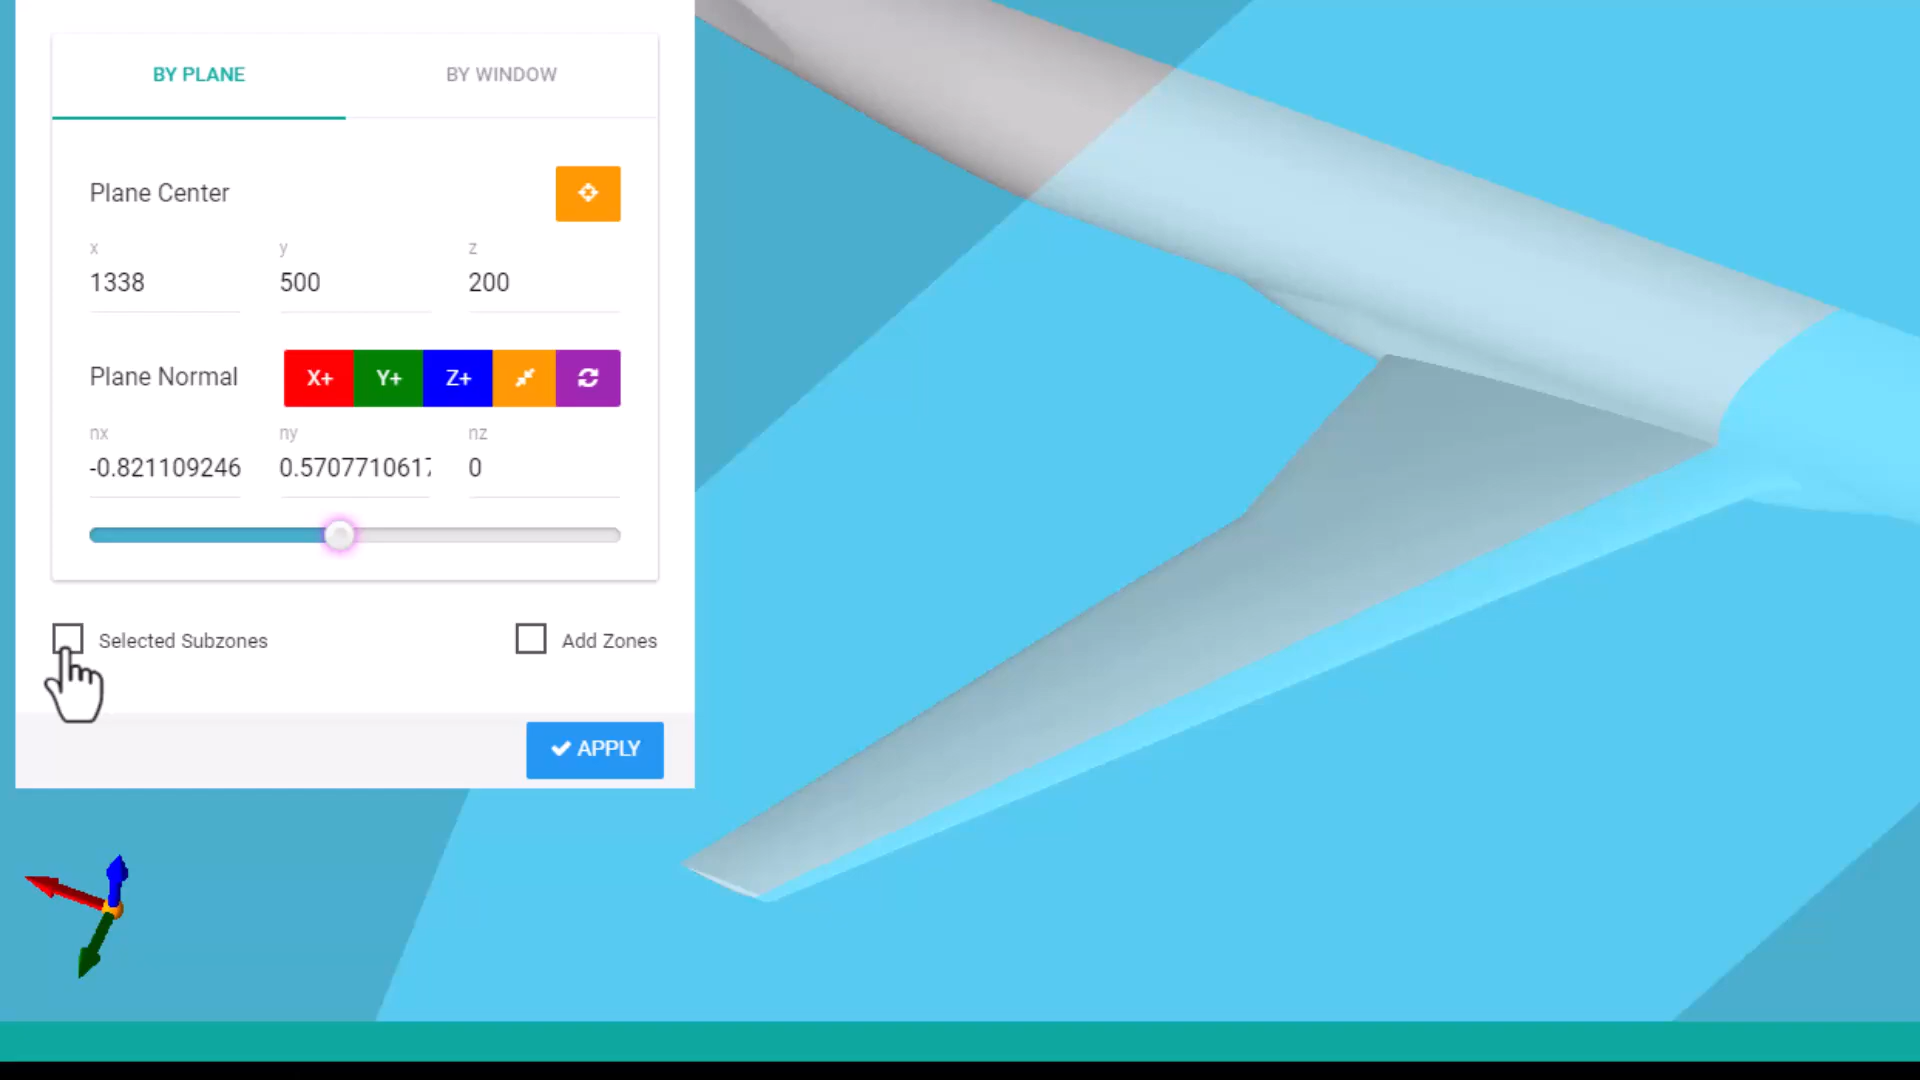 BY PLANE BY WINDOW
Plane Center
x y z
1338 500 200
Plane Normal X+ Y+ Z+
nx ny nz
-0.821109246 0.570771061 0
Selected Subzones Add Zones
APPLY